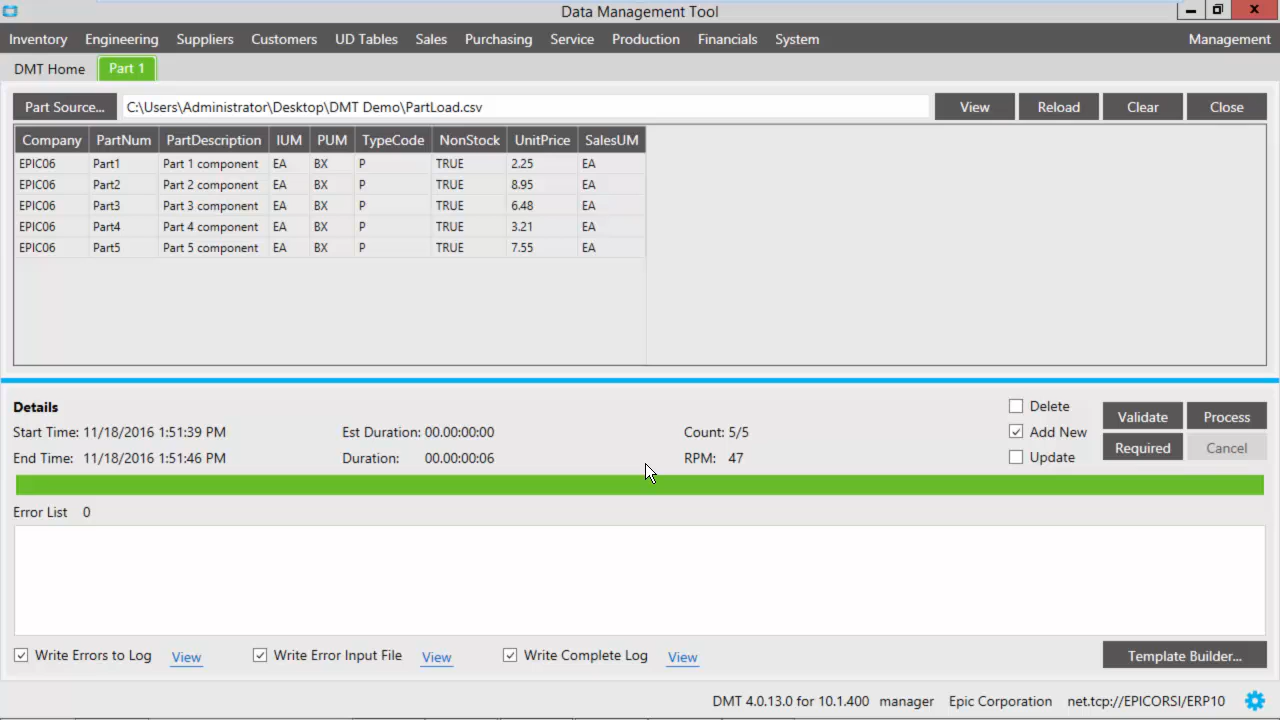 Data Management Tool
Inventory Engineering Suppliers Customers UD Tables Sales Purchasing Service Production Financials System Management
DMT Home Part 1
Part Source... C:\Users\Administrator\Desktop\DMT Demo\PartLoad.csv View Reload Clear Close
Company PartNum PartDescription IUM PUM TypeCode NonStock UnitPrice SalesUM
EPIC06 Part1 Part 1 component EA BX P TRUE 2.25 EA
EPIC06 Part2 Part 2 component EA BX P TRUE 8.95 EA
EPIC06 Part3 Part 3 component EA BX P TRUE 6.48 EA
EPIC06 Part4 Part 4 component EA BX P TRUE 3.21 EA
EPIC06 Part5 Part 5 component EA BX P TRUE 7.55 EA
Details Delete
Start Time: 11/18/2016 1:51:39 PM Est Duration: 00.00:00:00 Count: 5/5 Add New Validate Process
End Time: 11/18/2016 1:51:46 PM Duration: 00.00:00:06 RPM: 47 Update Required Cancel
Error List 0
Write Errors to Log View Write Error Input File View Write Complete Log View Template Builder...
DMT 4.0.13.0 for 10.1.400 manager Epic Corporation net.tcp://EPICORSI/ERP10